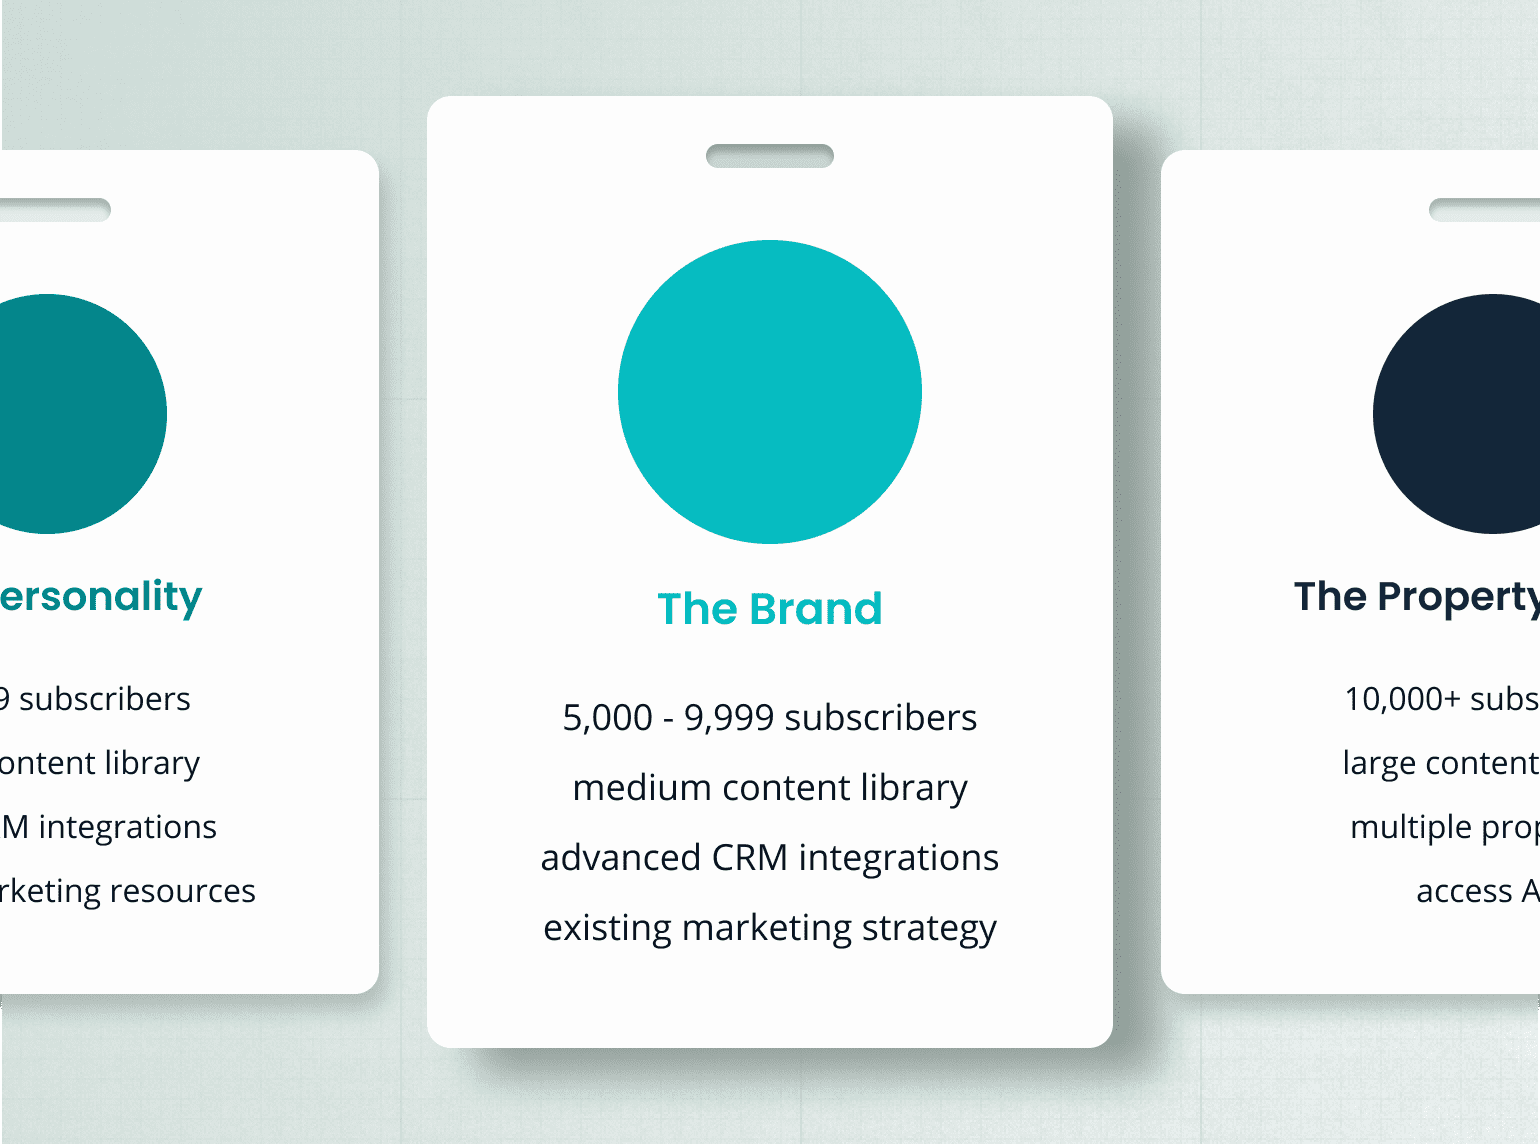 ersonality
9 subscribers
ontent library
M integrations
rketing resources
The Brand
5,000 - 9,999 subscribers
medium content library
advanced CRM integrations
existing marketing strategy
The Property
10,000+ subs
large content
multiple prop
access A